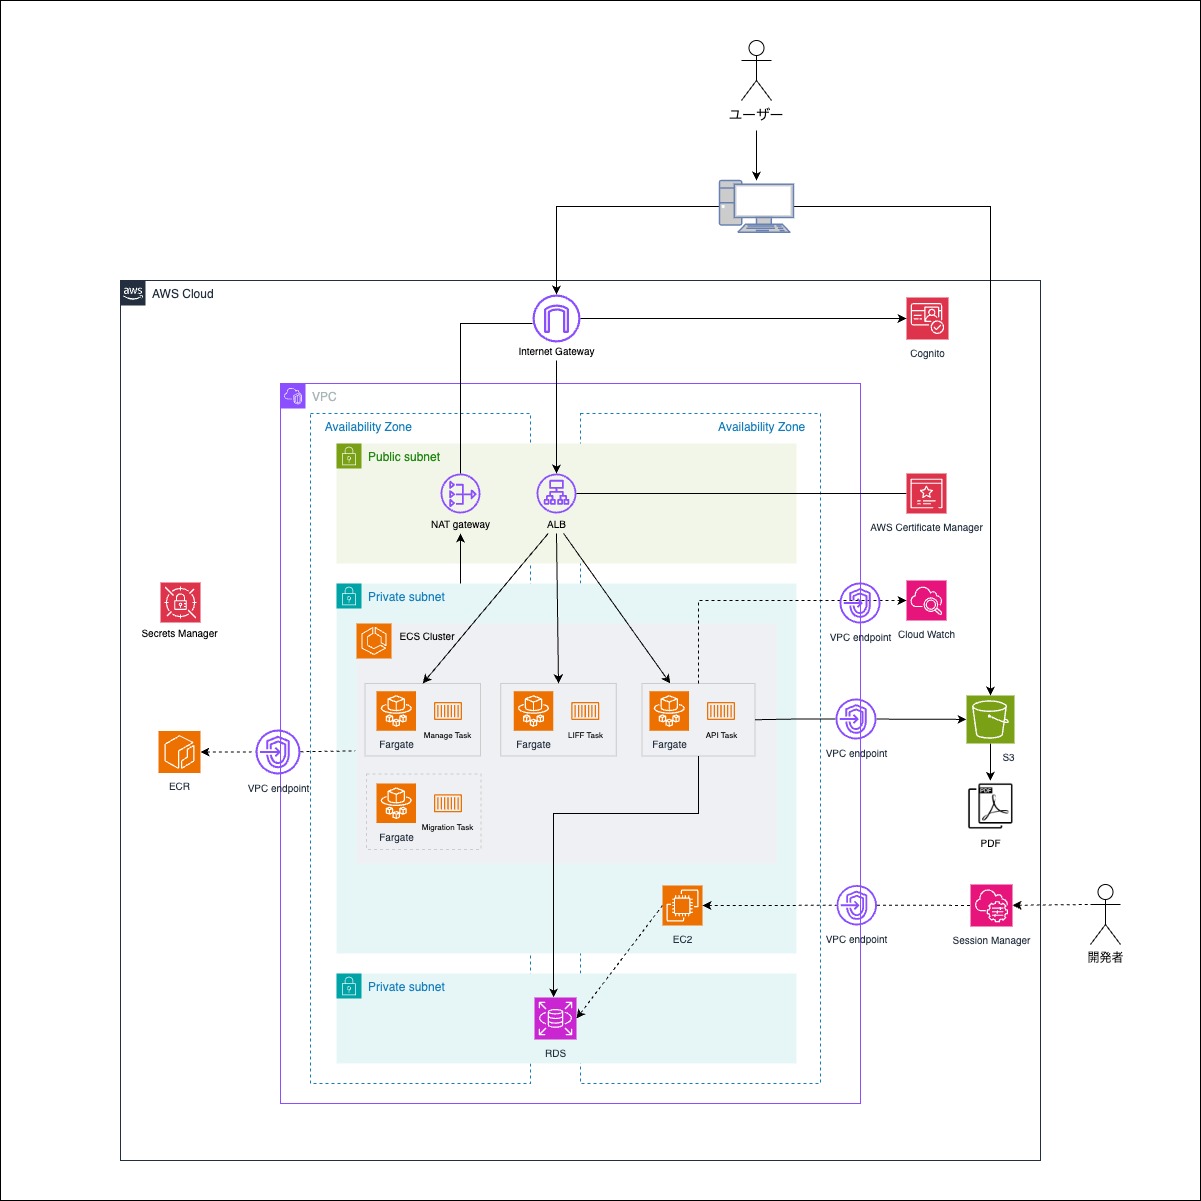 ユーザー
aws
AWS Cloud
Internet Gateway
Cognito
VPC
Availability Zone
Availability Zone
Public subnet
NAT gateway
ALB
AWS Certificate Manager
Private subnet
Secrets Manager
ECS Cluster
VPC endpoint
Cloud Watch
Fargate
Manage Task
Fargate
LIFF Task
Fargate
API Task
VPC endpoint
S3
ECR
VPC endpoint
Fargate
Migration Task
PDF
PDF
EC2
VPC endpoint
Session Manager
開発者
Private subnet
RDS